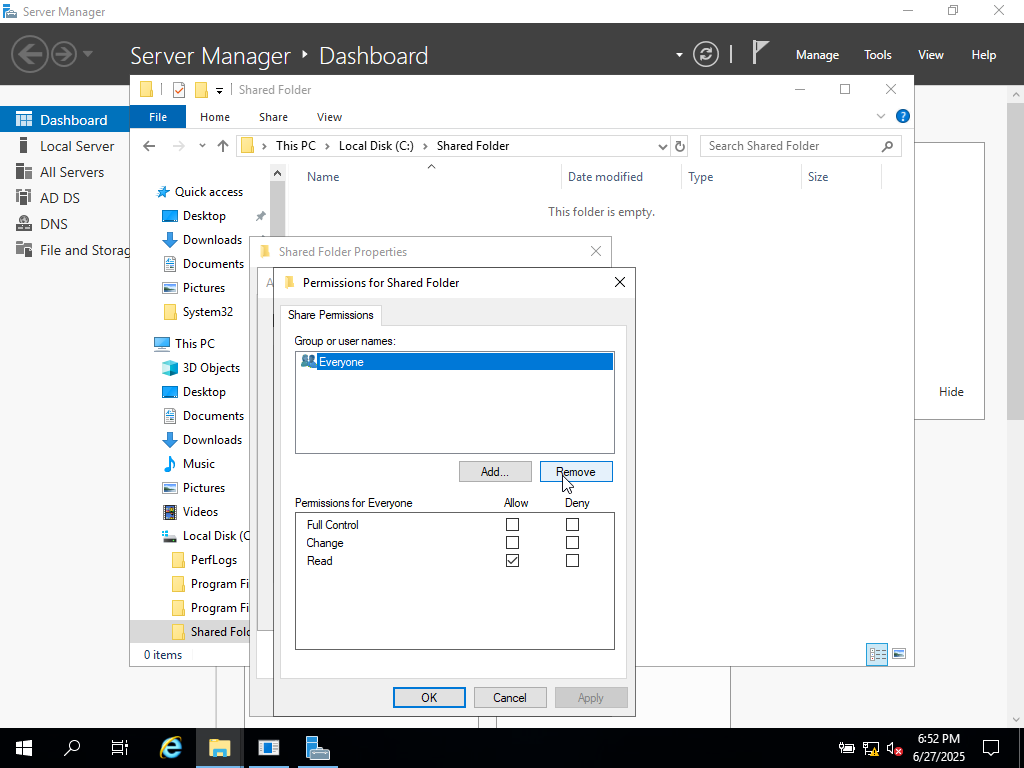 Server Manager
Server Manager
Dashboard
Manage
Tools
View
Help
Dashboard
Local Server
All Servers
AD DS
DNS
File and Storag
Hide
Shared Folder
File
Home
Share
View
This PC
Local Disk (C:)
Shared Folder
Search Shared Folder
Name
Date modified
Type
Size
This folder is empty.
Quick access
Desktop
Downloads
Documents
Pictures
System32
This PC
3D Objects
Desktop
Documents
Downloads
Music
Pictures
Videos
Local Disk (C
PerfLogs
Program Fi
Program Fi
Shared Fold
0 items
Shared Folder Properties
A
Permissions for Shared Folder
Share Permissions
Group or user names:
Everyone
Add...
Remove
Permissions for Everyone
Allow
Deny
Full Control
Change
Read
OK
Cancel
Apply
6:52 PM
6/27/2025